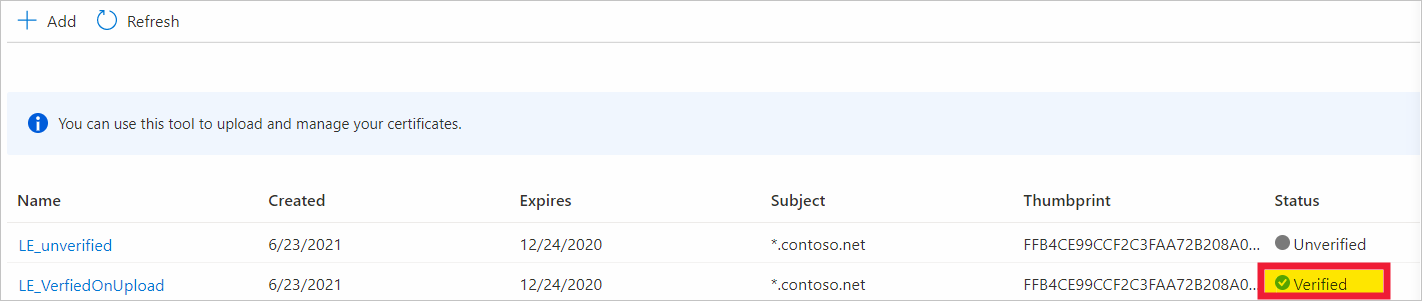 Add Refresh
You can use this tool to upload and manage your certificates.
Name Created Expires Subject Thumbprint Status
LE_unverified 6/23/2021 12/24/2020 *.contoso.net FFB4CE99CCF2C3FAA72B208A0... Unverified
LE_VerfiedOnUpload 6/23/2021 12/24/2020 *.contoso.net FFB4CE99CCF2C3FAA72B208A0... Verified